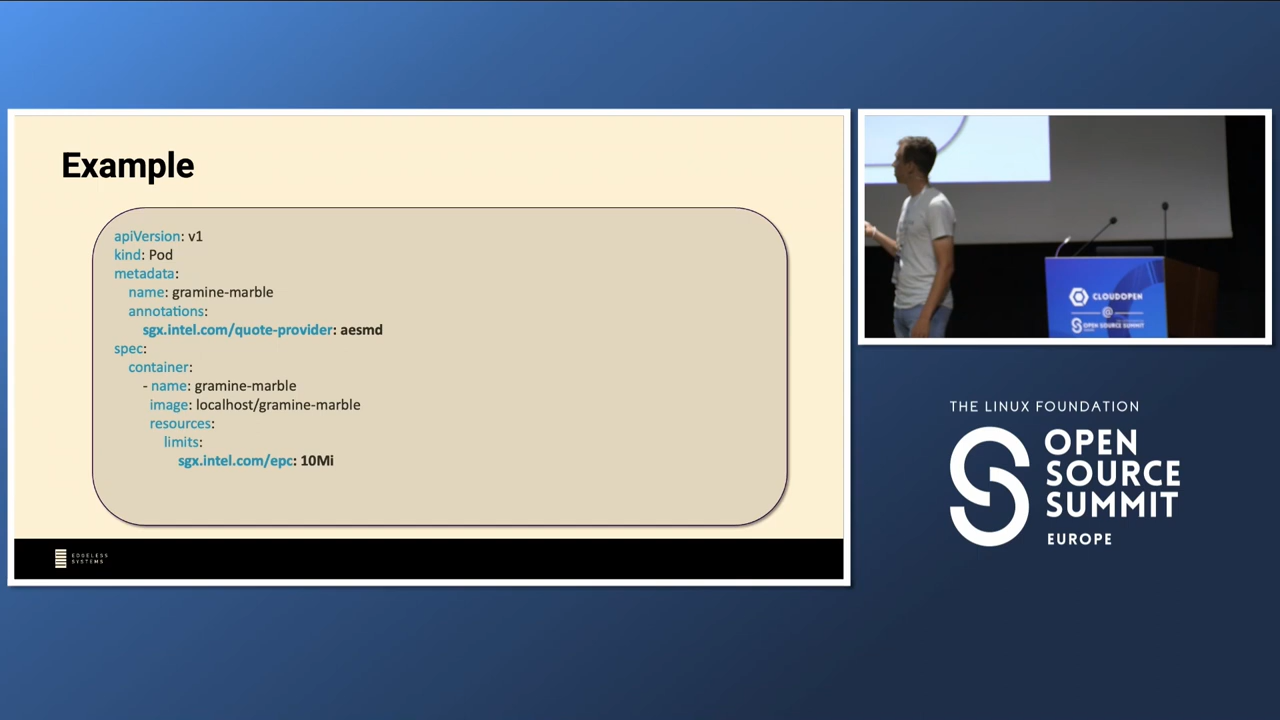 Example
apiVersion: v1
kind: Pod
metadata:
name: gramine-marble
annotations:
sgx.intel.com/quote-provider: aesmd
spec:
container:
- name: gramine-marble
image: localhost/gramine-marble
resources:
limits:
sgx.intel.com/epc: 10Mi
EDGELESS
SYSTEMS
CLOUDOPEN
@
OPEN SOURCE SUMMIT
THE LINUX FOUNDATION
OPEN
SOURCE
SUMMIT
EUROPE